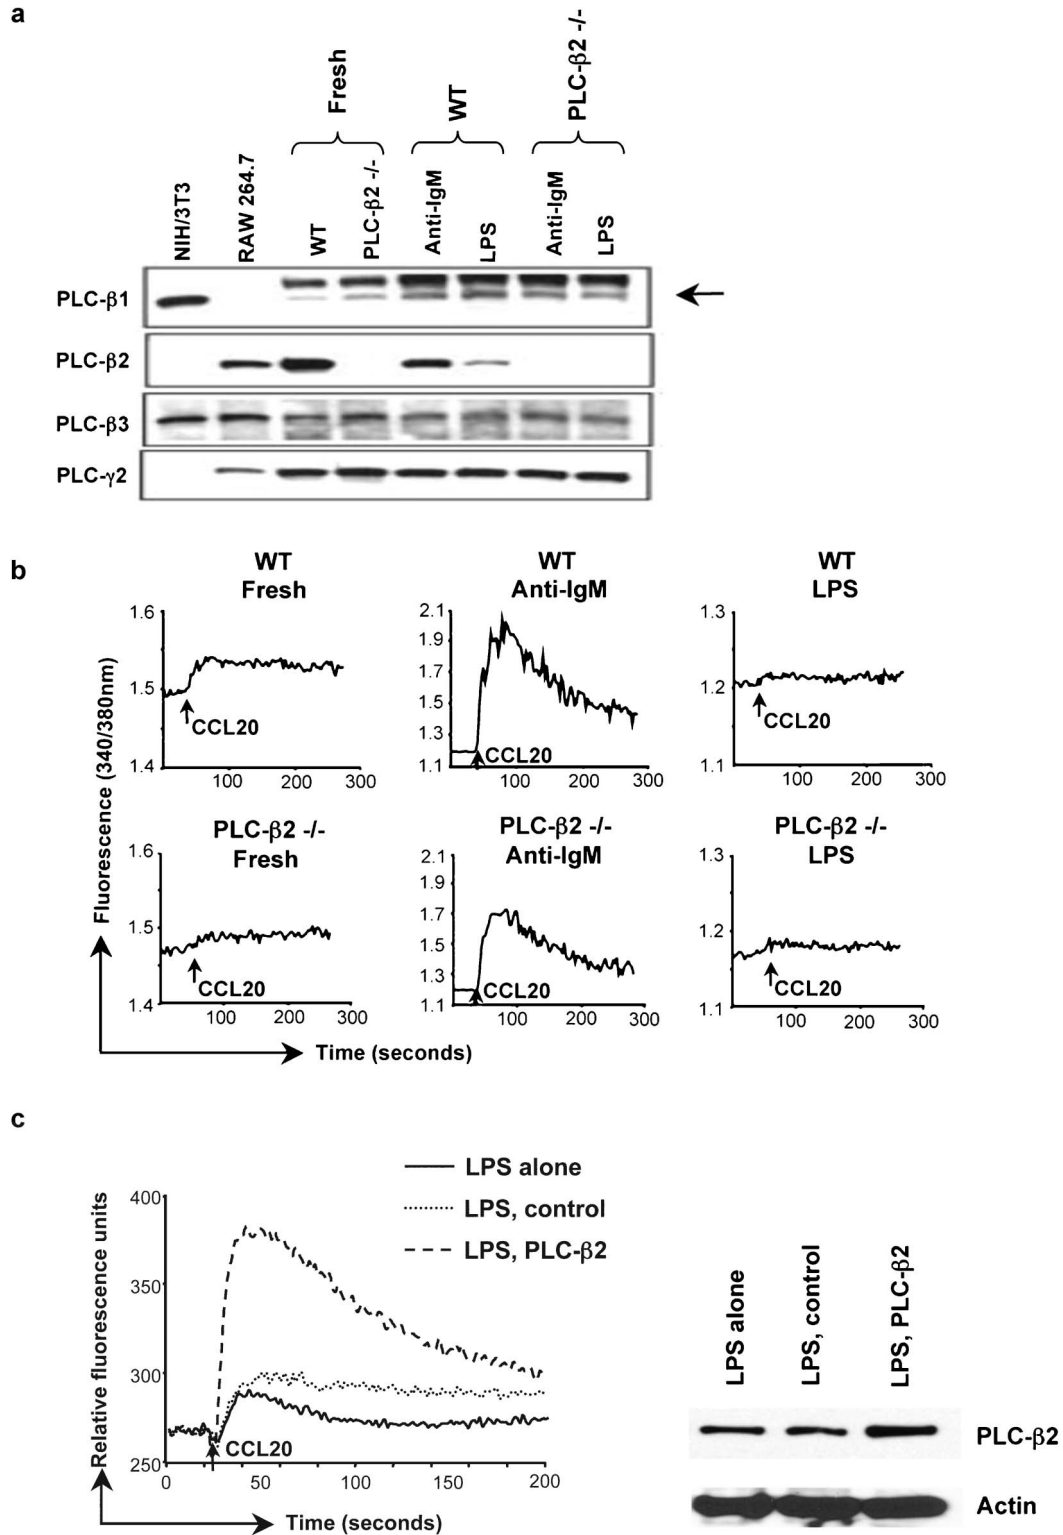 a
Fresh
WT
PLC-β2 -/-
NIH/3T3
RAW 264.7
WT
PLC-β2 -/-
Anti-IgM
LPS
Anti-IgM
LPS
PLC-β1
PLC-β2
PLC-β3
PLC-γ2
b
WT
Fresh
WT
Anti-IgM
WT
LPS
Fluorescence (340/380nm)
1.6
1.5
1.4
CCL20
100 200 300
2.1
1.9
1.7
1.5
1.3
1.1
CCL20
100 200 300
1.3
1.2
1.1
CCL20
100 200 300
PLC-β2 -/-
Fresh
PLC-β2 -/-
Anti-IgM
PLC-β2 -/-
LPS
1.6
1.5
1.4
CCL20
100 200 300
2.1
1.9
1.7
1.5
1.3
1.1
CCL20
100 200 300
1.3
1.2
1.1
CCL20
100 200 300
Time (seconds)
c
LPS alone
LPS, control
LPS, PLC-β2
Relative fluorescence units
400
350
300
250
CCL20
0 50 100 150 200
Time (seconds)
LPS alone
LPS, control
LPS, PLC-β2
PLC-β2
Actin